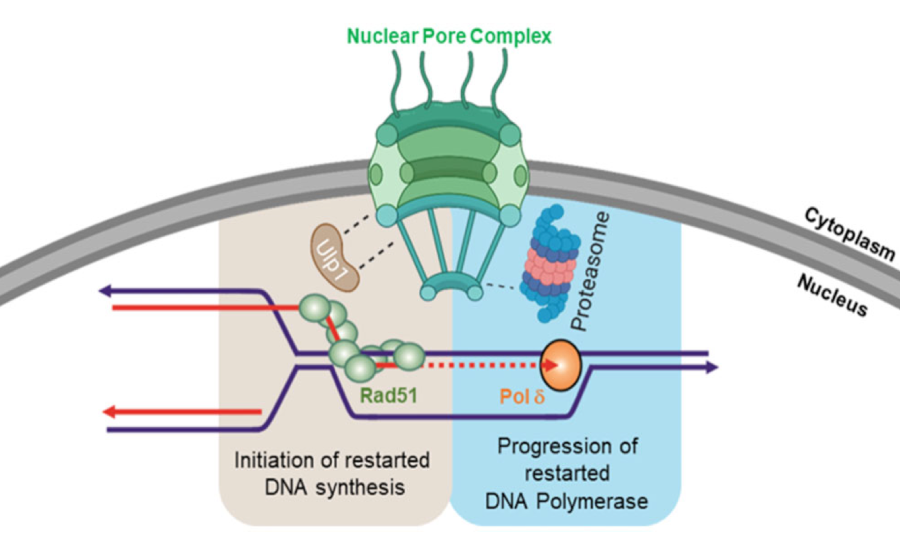 Nuclear Pore Complex
Cytoplasm
Nucleus
Ulp1
Proteasome
Rad51
Pol δ
Initiation of restarted
DNA synthesis
Progression of
restarted
DNA Polymerase